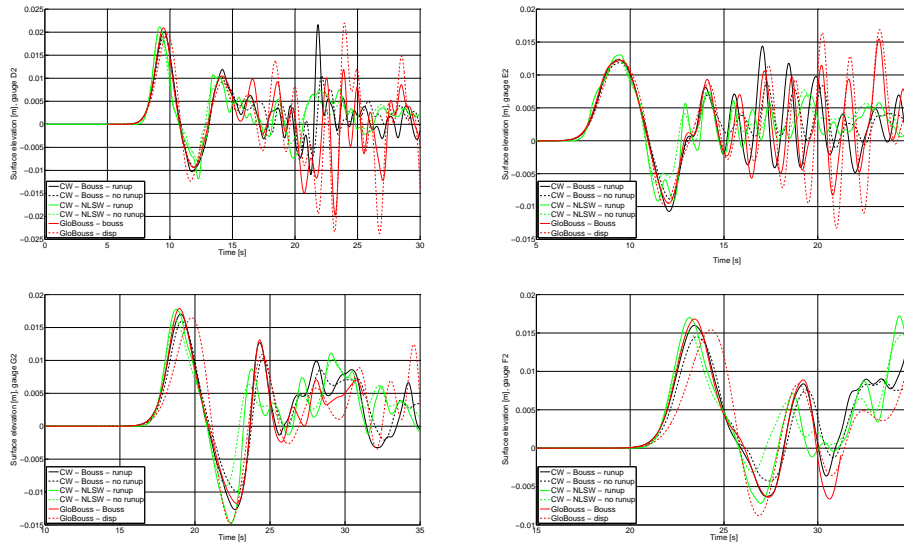 0.025
0.02
0.015
0.01
0.005
0
−0.005
−0.01
−0.015
−0.02
−0.025
Surface elevation [m], gauge D2
CW − Bouss − runup
CW − Bouss − no runup
CW − NLSW − runup
CW − NLSW − no runup
GloBouss − bouss
GloBouss − disp
0 5 10 15 20 25 30
Time [s]
0.02
0.015
0.01
0.005
0
−0.005
−0.01
−0.015
Surface elevation [m], gauge E2
CW − Bouss − runup
CW − Bouss − no runup
CW − NLSW − runup
CW − NLSW − no runup
GloBouss − bouss
GloBouss − disp
5 10 15 20
Time [s]
0.02
0.015
0.01
0.005
0
−0.005
−0.01
−0.015
Surface elevation [m], gauge G2
CW − Bouss − runup
CW − Bouss − no runup
CW − NLSW − runup
CW − NLSW − no runup
GloBouss − Bouss
GloBouss − disp
10 15 20 25 30 35
Time [s]
0.02
0.015
0.01
0.005
0
−0.005
−0.01
Surface elevation [m], gauge F2
CW − Bouss − runup
CW − Bouss − no runup
CW − NLSW − runup
CW − NLSW − no runup
GloBouss − Bouss
GloBouss − disp
15 20 25 30
Time [s]